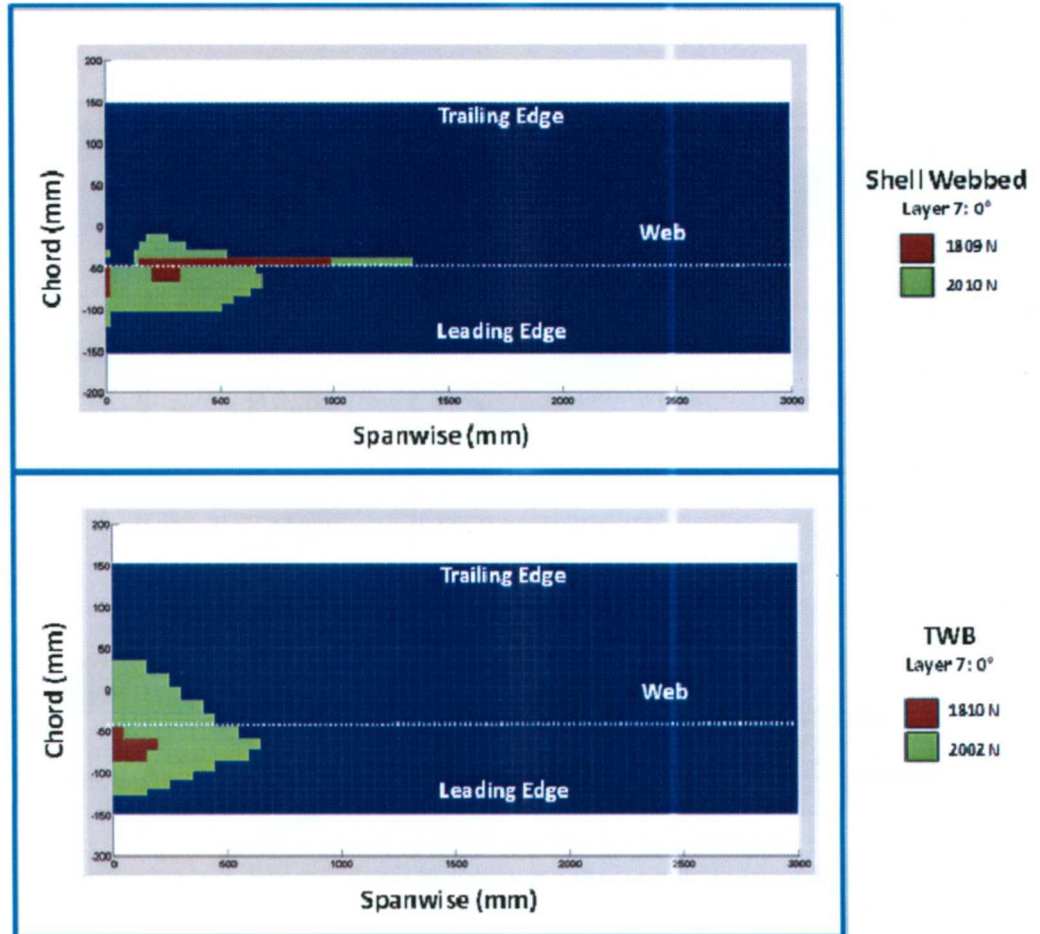 200
150
100
50
0
-50
-100
-150
-200
Chord (mm)
Trailing Edge
Web
Leading Edge
0 500 1000 1500 2000 2500 3000
Spanwise (mm)
Shell Webbed
Layer 7: 0°
1809 N
2010 N
200
150
100
50
0
-50
-100
-150
-200
Chord (mm)
Trailing Edge
Web
Leading Edge
0 500 1000 1500 2000 2500 3000
Spanwise (mm)
TWB
Layer 7: 0°
1810 N
2002 N